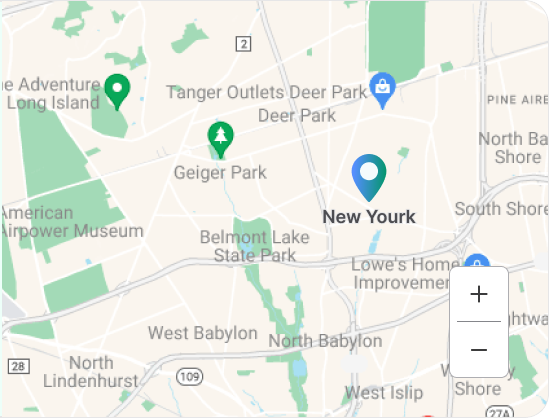 2
e Adventure
Long Island
Tanger Outlets Deer Park
Deer Park
PINE AIRE
North Ba
Shore
Geiger Park
New Yourk
American
Airpower Museum
South Shore
Belmont Lake
State Park
Lowe's Home
Improvemen
+
−
West Babylon
North Babylon
28
North
Lindenhurst
109
West Islip
Shore
27A